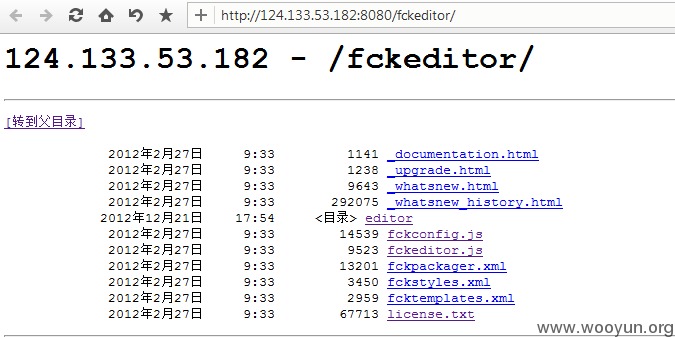 http://124.133.53.182:8080/fckeditor/
124.133.53.182 - /fckeditor/
[转到父目录]
2012年2月27日 9:33 1141 _documentation.html
2012年2月27日 9:33 1238 _upgrade.html
2012年2月27日 9:33 9643 _whatsnew.html
2012年2月27日 9:33 292075 _whatsnew_history.html
2012年12月21日 17:54 <目录> editor
2012年2月27日 9:33 14539 fckconfig.js
2012年2月27日 9:33 9523 fckeditor.js
2012年2月27日 9:33 13201 fckpackager.xml
2012年2月27日 9:33 3450 fckstyles.xml
2012年2月27日 9:33 2959 fcktemplates.xml
2012年2月27日 9:33 67713 license.txt
www.wooyun.org